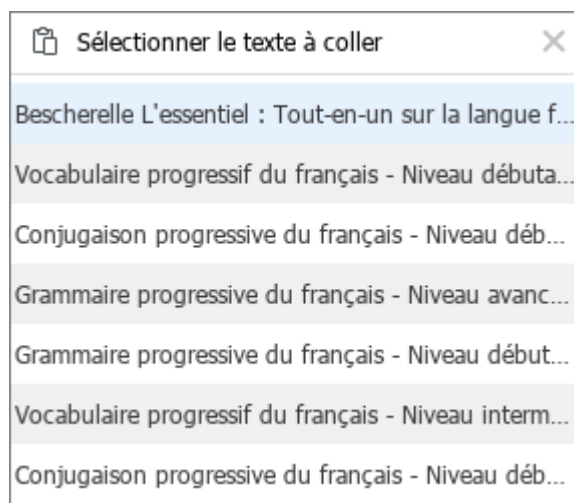 Sélectionner le texte à coller
Bescherelle L'essentiel : Tout-en-un sur la langue f...
Vocabulaire progressif du français - Niveau débuta...
Conjugaison progressive du français - Niveau déb...
Grammaire progressive du français - Niveau avanc...
Grammaire progressive du français - Niveau début...
Vocabulaire progressif du français - Niveau interm...
Conjugaison progressive du français - Niveau déb...